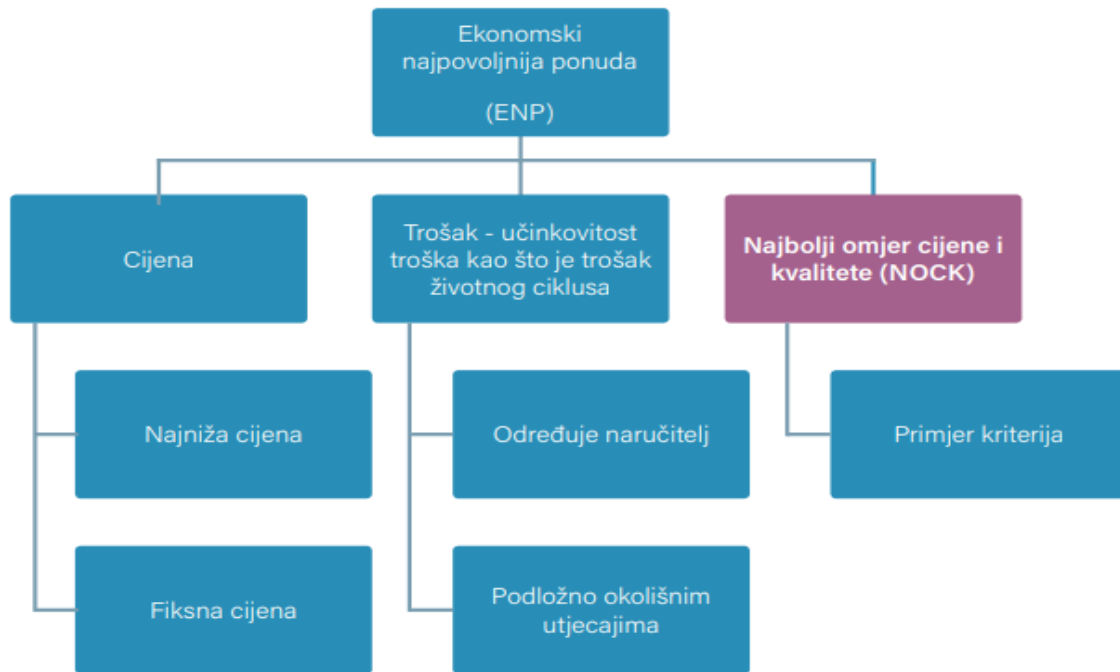 Ekonomski
najpovoljnija ponuda
(ENP)
Cijena
Trošak - učinkovitost
troška kao što je trošak
životnog ciklusa
Najbolji omjer cijene i
kvalitete (NOCK)
Najniža cijena
Određuje naručitelj
Primjer kriterija
Fiksna cijena
Podložno okolišnim
utjecajima